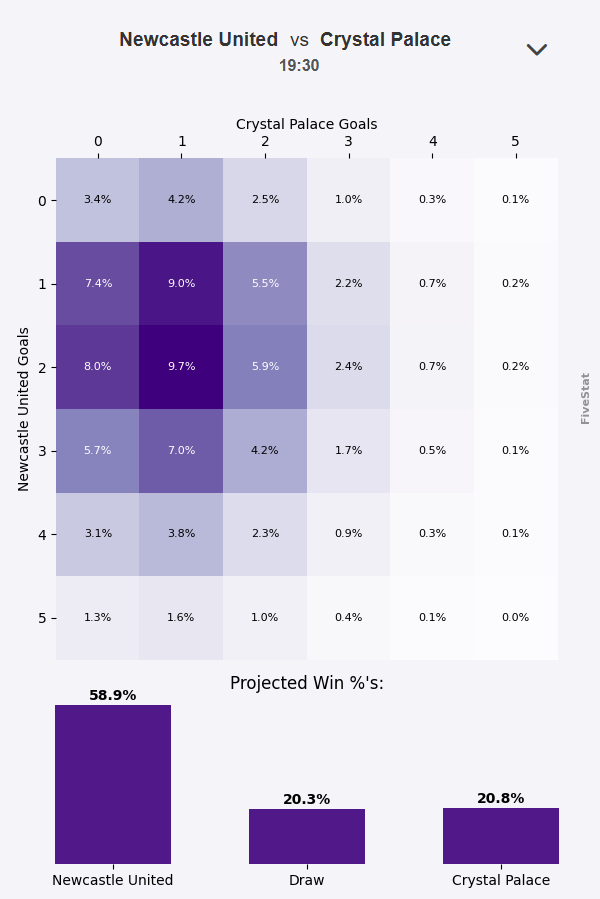 Newcastle United vs Crystal Palace
19:30
Crystal Palace Goals
0 1 2 3 4 5
Newcastle United Goals
0 3.4% 4.2% 2.5% 1.0% 0.3% 0.1%
1 7.4% 9.0% 5.5% 2.2% 0.7% 0.2%
2 8.0% 9.7% 5.9% 2.4% 0.7% 0.2%
3 5.7% 7.0% 4.2% 1.7% 0.5% 0.1%
4 3.1% 3.8% 2.3% 0.9% 0.3% 0.1%
5 1.3% 1.6% 1.0% 0.4% 0.1% 0.0%
FiveStat
Projected Win %'s:
58.9% 20.3% 20.8%
Newcastle United Draw Crystal Palace